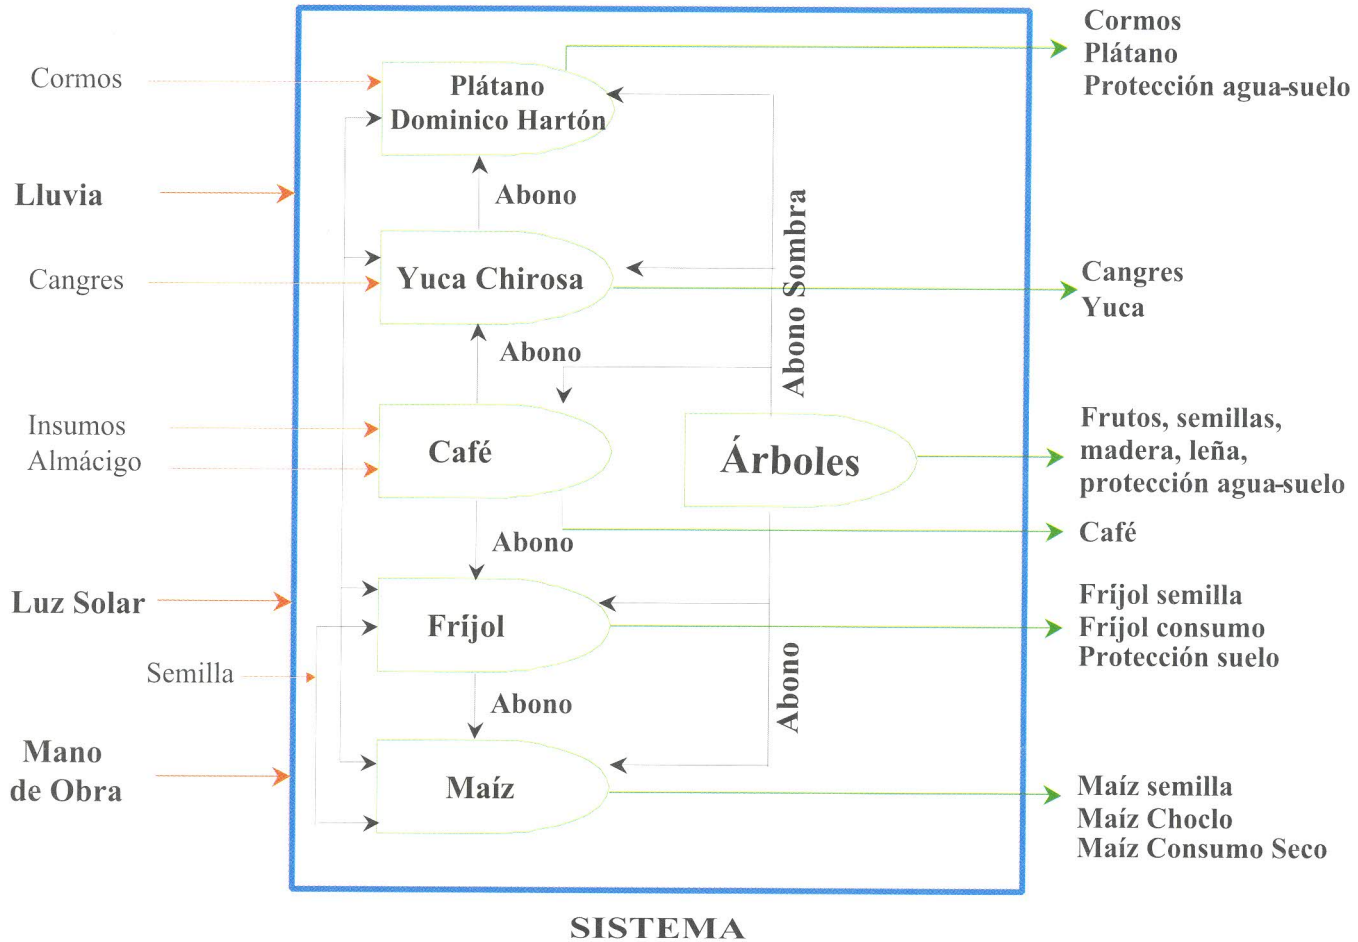 Cormos
Plátano
Protección agua-suelo
Cormos
Plátano
Dominico Hartón
Lluvia
Abono
Abono Sombra
Cangres
Yuca Chirosa
Cangres
Yuca
Abono
Insumos
Almácigo
Café
Árboles
Frutos, semillas,
madera, leña,
protección agua-suelo
Café
Abono
Luz Solar
Fríjol
Fríjol semilla
Fríjol consumo
Protección suelo
Semilla
Abono
Abono
Mano
de Obra
Maíz
Maíz semilla
Maíz Choclo
Maíz Consumo Seco
SISTEMA